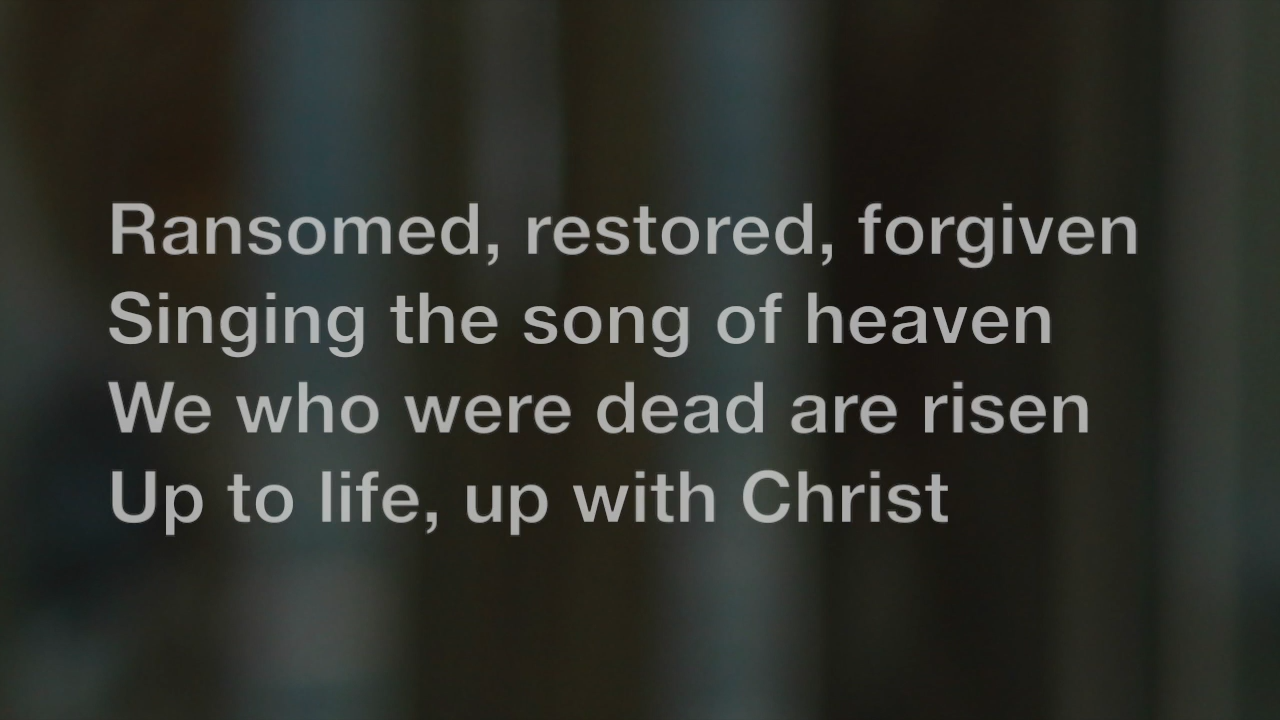 Ransomed, restored, forgiven
Singing the song of heaven
We who were dead are risen
Up to life, up with Christ